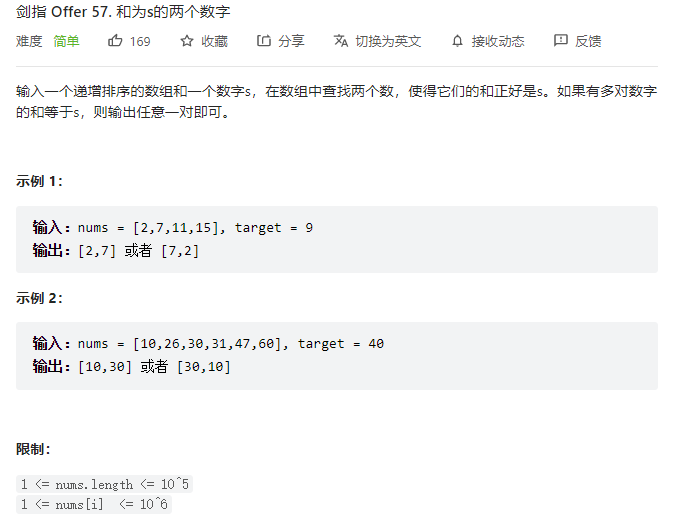 剑指 Offer 57. 和为s的两个数字
难度 简单 169 收藏 分享 切换为英文 接收动态 反馈
输入一个递增排序的数组和一个数字s，在数组中查找两个数，使得它们的和正好是s。如果有多对数字
的和等于s，则输出任意一对即可。
示例 1：
输入：nums = [2,7,11,15], target = 9
输出：[2,7] 或者 [7,2]
示例 2：
输入：nums = [10,26,30,31,47,60], target = 40
输出：[10,30] 或者 [30,10]
限制：
1 <= nums.length <= 10^5
1 <= nums[i] <= 10^6